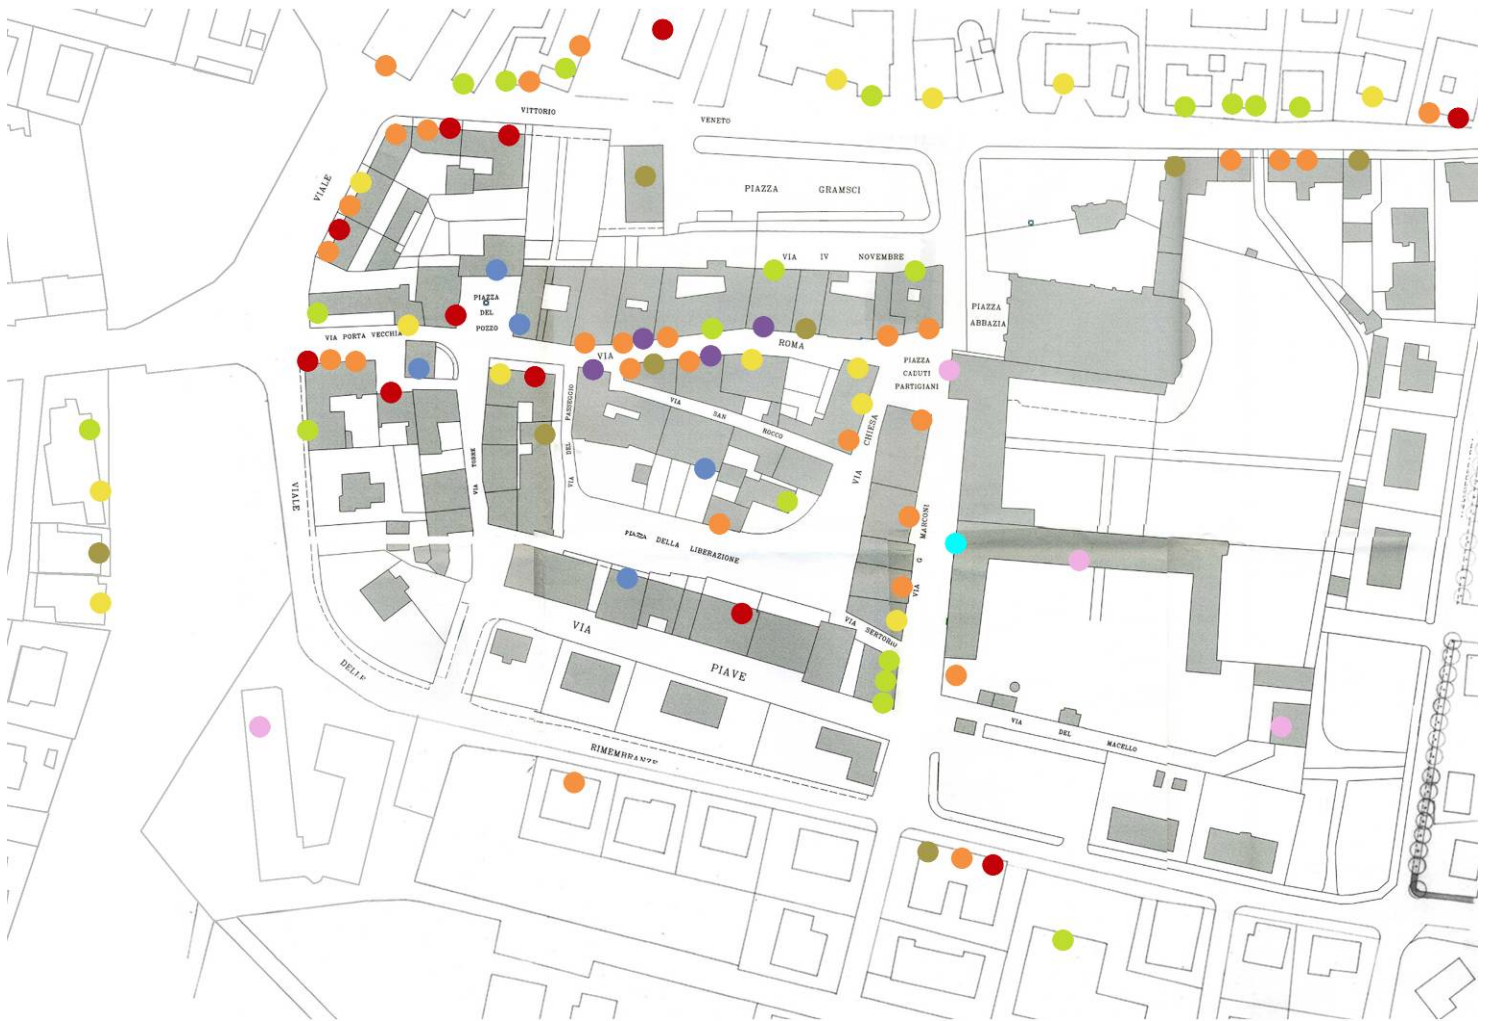 VITTORIO
VENETO
VIALE
PIAZZA GRAMSCI
VIA IV NOVEMBRE
PIAZZA
DEL
POZZO
PIAZZA
ABBAZIA
VIA PORTA VECCHIA
VIA ROMA
PIAZZA
CADUTI
PARTIGIANI
VIA DEL PASSEGGIO
VIA SAN ROCCO
VIA CHIESA
VIA TORRE
VIALE
VIA G MARCONI
PIAZZA DELLA LIBERAZIONE
VIA SERTORIO
VIA PIAVE
DELLE
RIMEMBRANZE
VIA DEL MACELLO